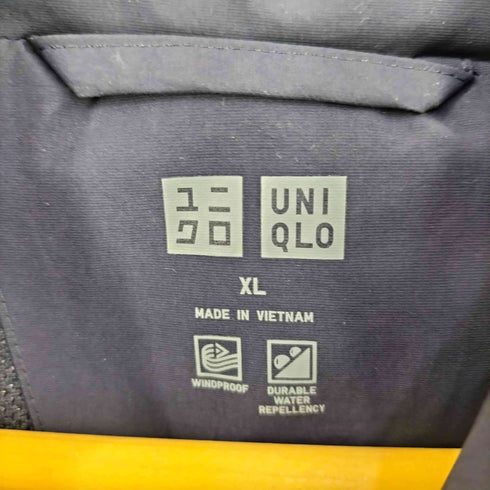 ユニ
クロ
UNI
QLO
XL
MADE IN VIETNAM
WINDPROOF
DURABLE
WATER
REPELLENCY